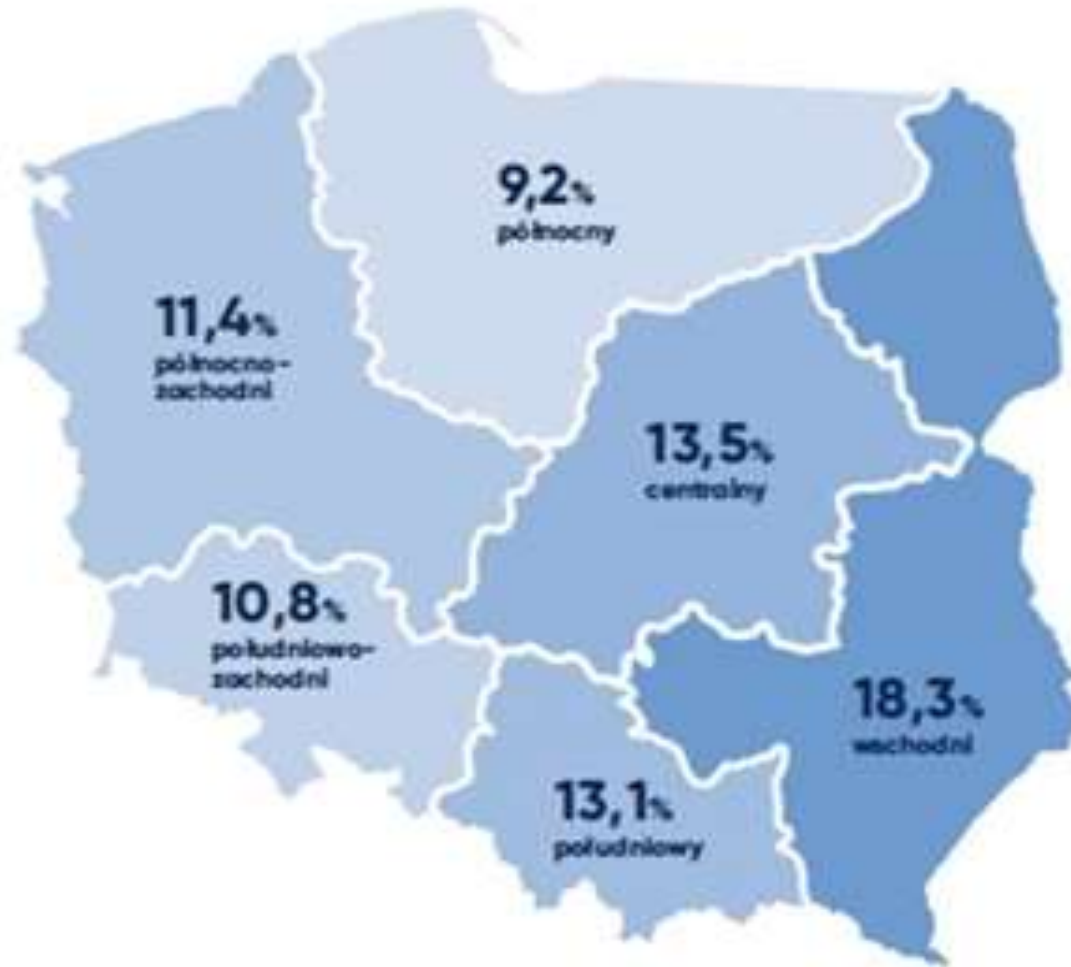 9,2%
północny
11,4%
północno-
zachodni
13,5%
centralny
10,8%
południowo-
zachodni
18,3%
wschodni
13,1%
południowy